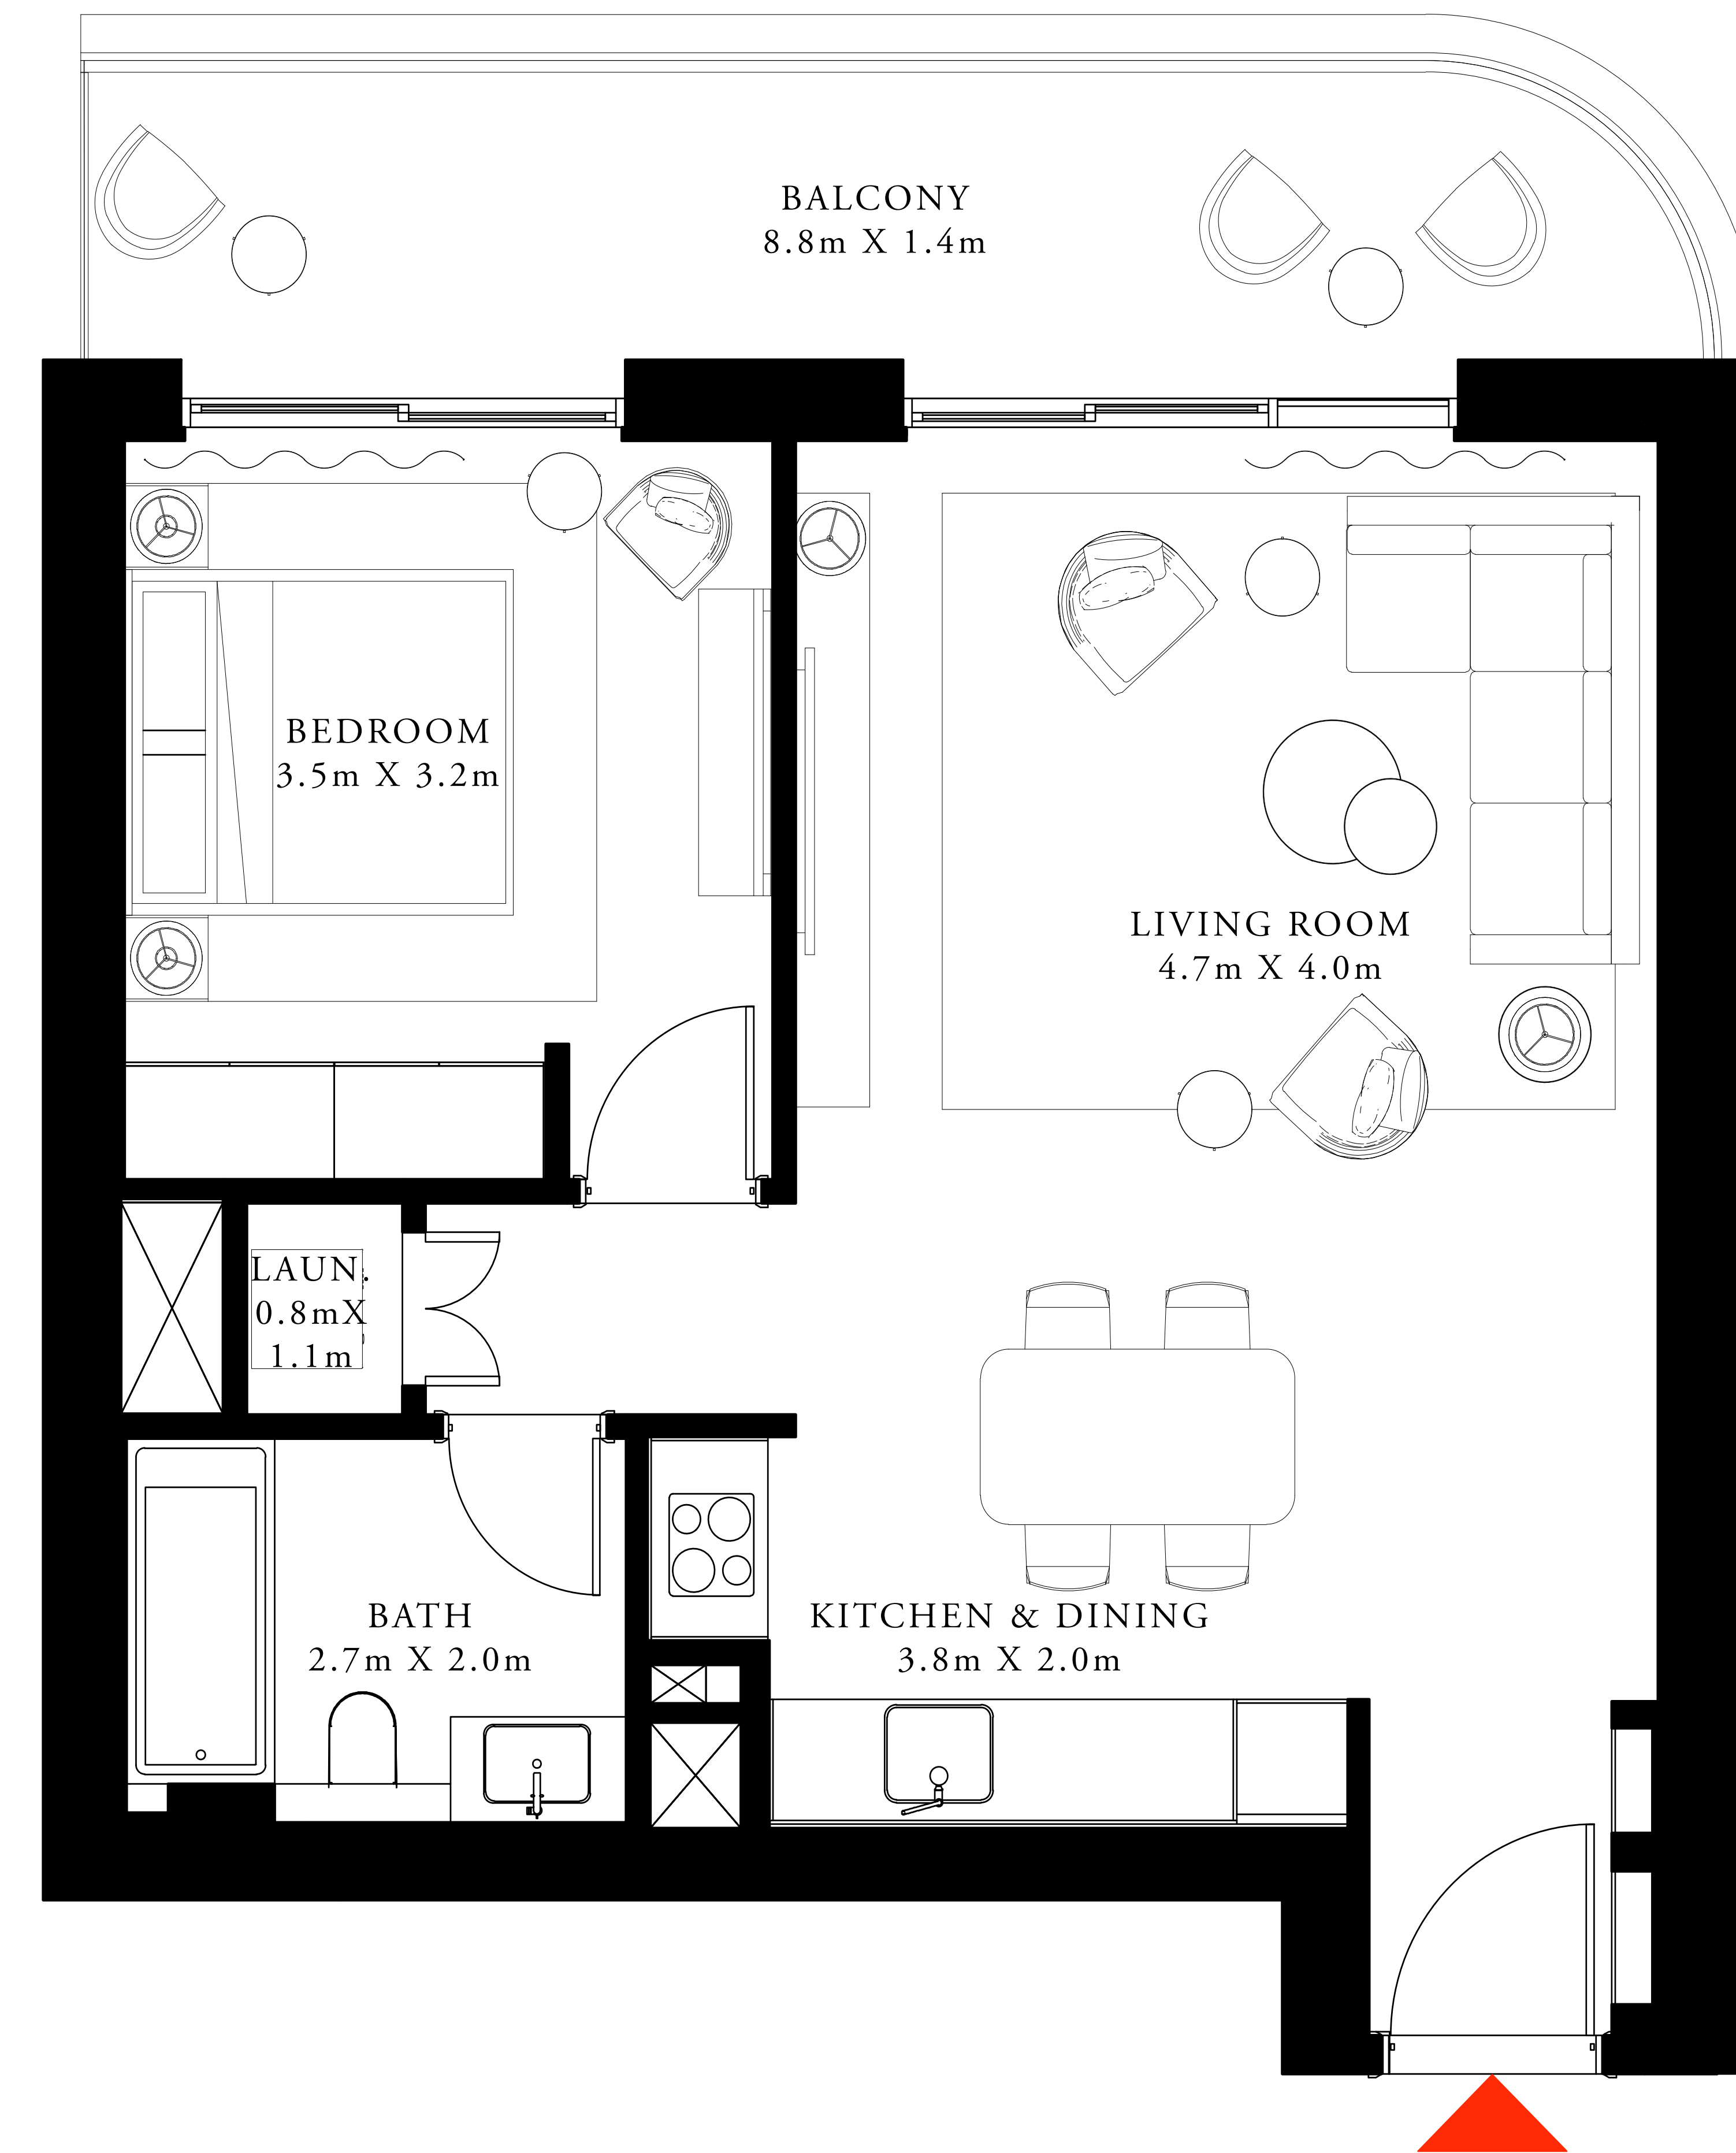 BALCONY
8.8m X 1.4m
BEDROOM
3.5m X 3.2m
LIVING ROOM
4.7m X 4.0m
LAUN.
0.8mX
1.1m
BATH
2.7m X 2.0m
KITCHEN & DINING
3.8m X 2.0m